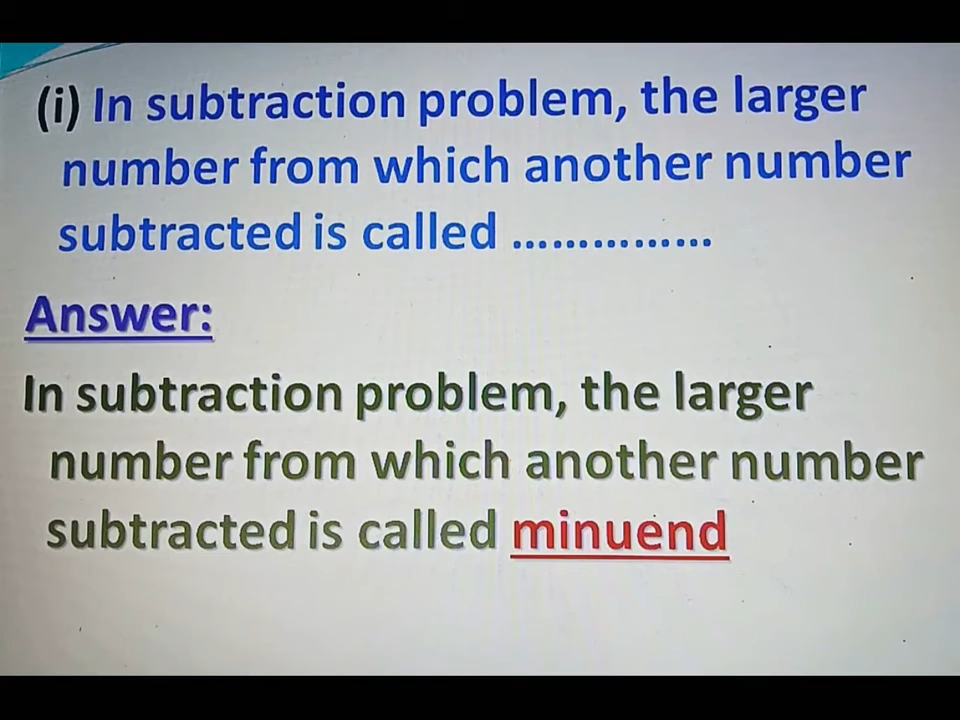 (i) In subtraction problem, the larger
number from which another number
subtracted is called ……………
Answer:
In subtraction problem, the larger
number from which another number
subtracted is called minuend